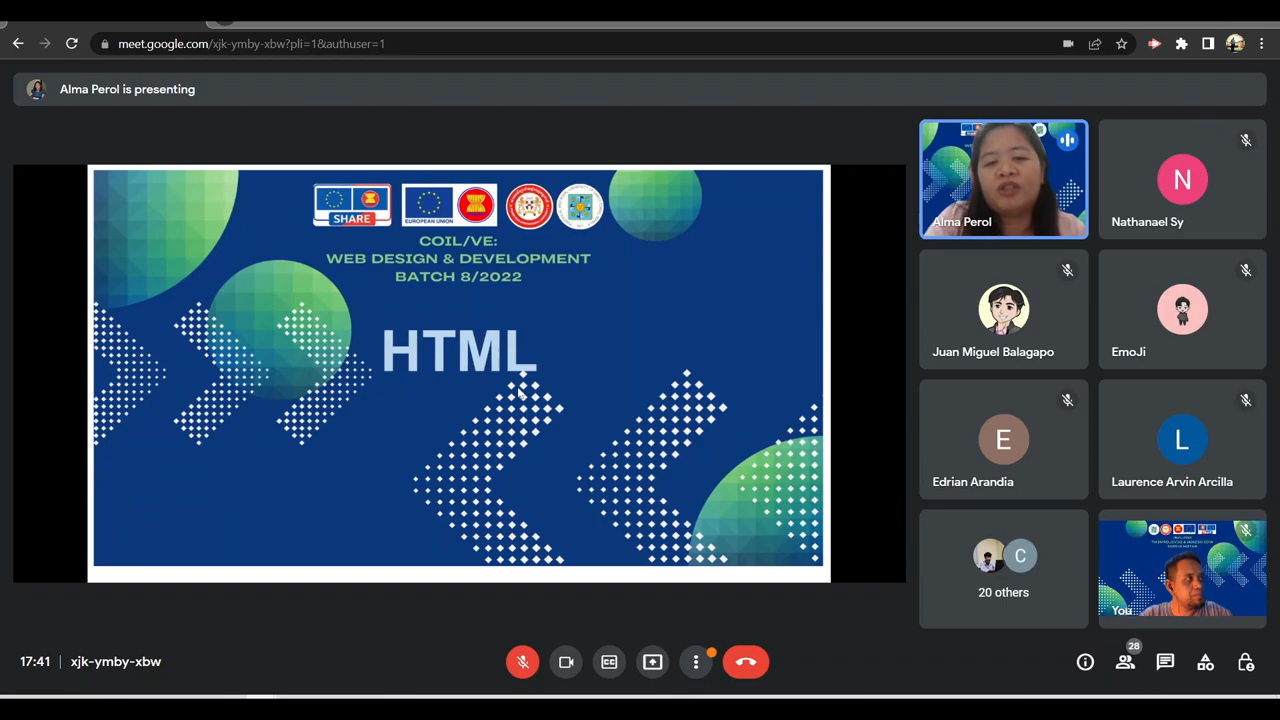 meet.google.com/xjk-ymby-xbw?pli=1&authuser=1
Alma Perol is presenting
SHARE
EUROPEAN UNION
COIL/VE:
WEB DESIGN & DEVELOPMENT
BATCH 8/2022
HTML
Alma Perol
N
Nathanael Sy
Juan Miguel Balagapo
EmoJi
E
Edrian Arandia
L
Laurence Arvin Arcilla
C
20 others
You
17:41
xjk-ymby-xbw
28